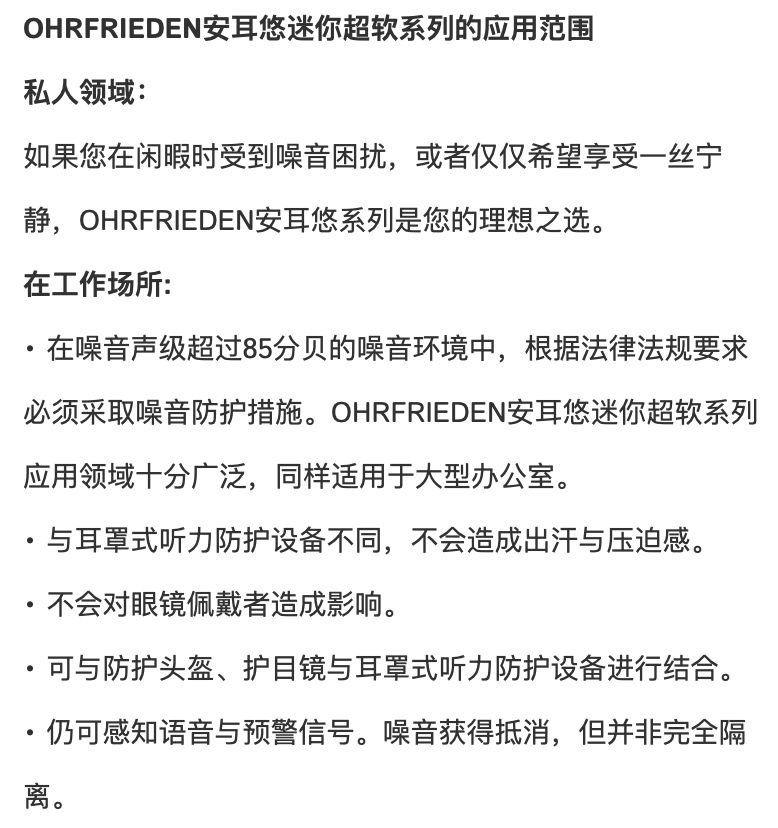 OHRFRIEDEN安耳悠迷你超软系列的应用范围
私人领域：
如果您在闲暇时受到噪音困扰，或者仅仅希望享受一丝宁
静，OHRFRIEDEN安耳悠系列是您的理想之选。
在工作场所:
• 在噪音声级超过85分贝的噪音环境中，根据法律法规要求
必须采取噪音防护措施。OHRFRIEDEN安耳悠迷你超软系列
应用领域十分广泛，同样适用于大型办公室。
• 与耳罩式听力防护设备不同，不会造成出汗与压迫感。
• 不会对眼镜佩戴者造成影响。
• 可与防护头盔、护目镜与耳罩式听力防护设备进行结合。
• 仍可感知语音与预警信号。噪音获得抵消，但并非完全隔
离。